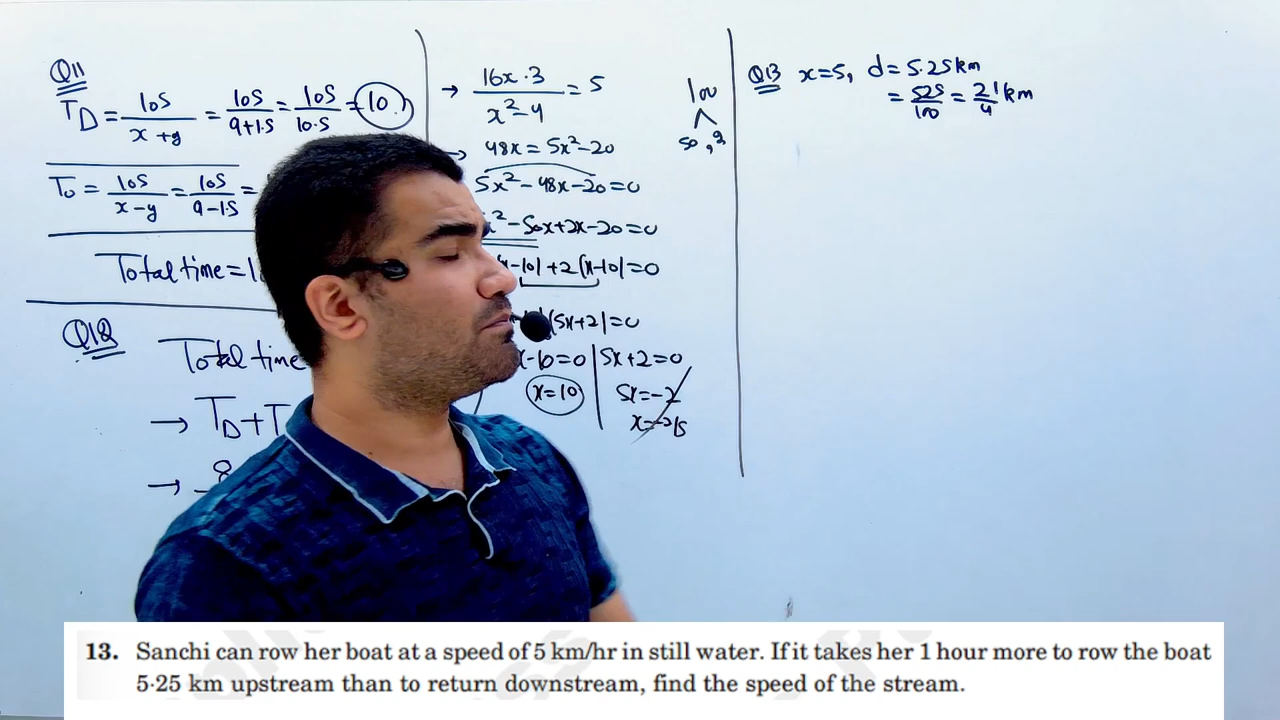 Q11
T_D = 105/(x+y) = 105/(9+1.5) = 105/10.5 = 10
T_0 = 105/(x-y) = 105/(9-1.5) =
Total time = 1
Q12
Total time
→ T_D + T
→ 8
→ 16x · 3/(x²-4) = 5
→ 48x = 5x²-20
5x² - 48x - 20 = 0
x² - 50x + 2x - 20 = 0
x-10) + 2(x-10) = 0
(5x+2) = 0
x-10=0 | 5x+2=0
x=10
5x=-2
x=-2/5
100
50, 2
Q13 x=5, d= 5.25km
= 525/100 = 21/4 km
13. Sanchi can row her boat at a speed of 5 km/hr in still water. If it takes her 1 hour more to row the boat
5·25 km upstream than to return downstream, find the speed of the stream.